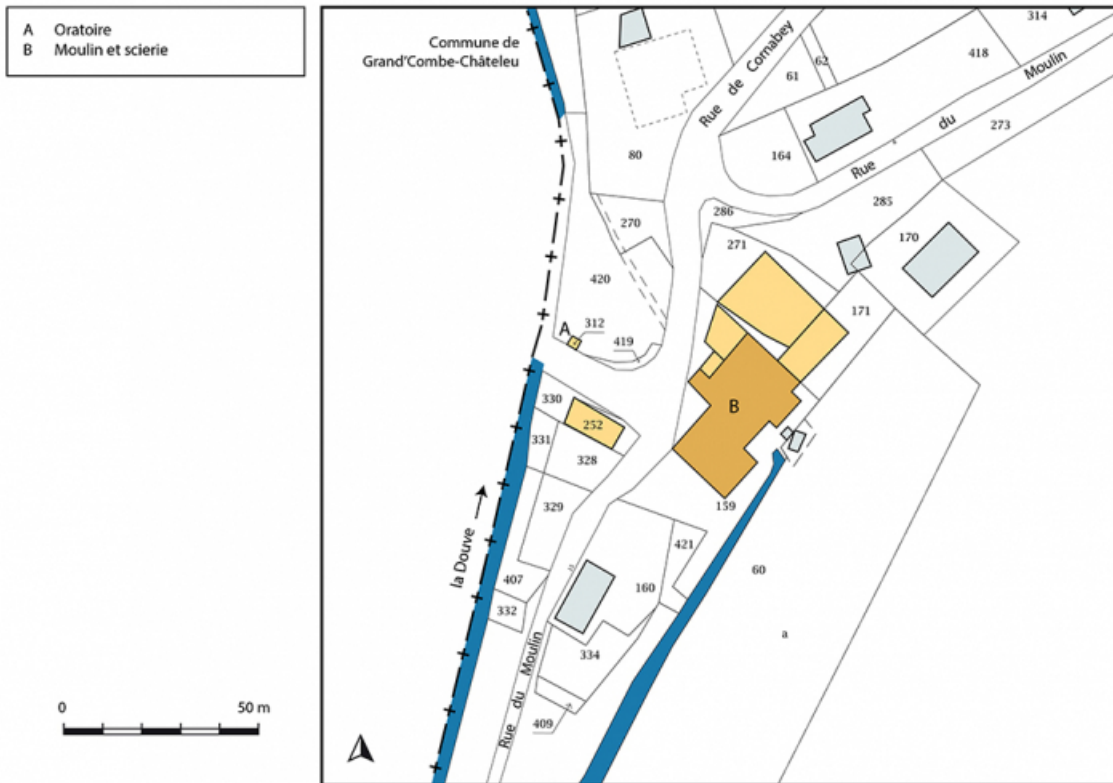 A Oratoire
B Moulin et scierie
0 50 m
Commune de
Grand'Combe-Châteleu
Rue de Cornabey
Rue du Moulin
314
418
62
61
273
80
164
285
286
270
170
271
420
171
A
312
419
330
B
252
331
328
329
159
la Douve
421
60
407
160
332
a
334
Rue du Moulin
409